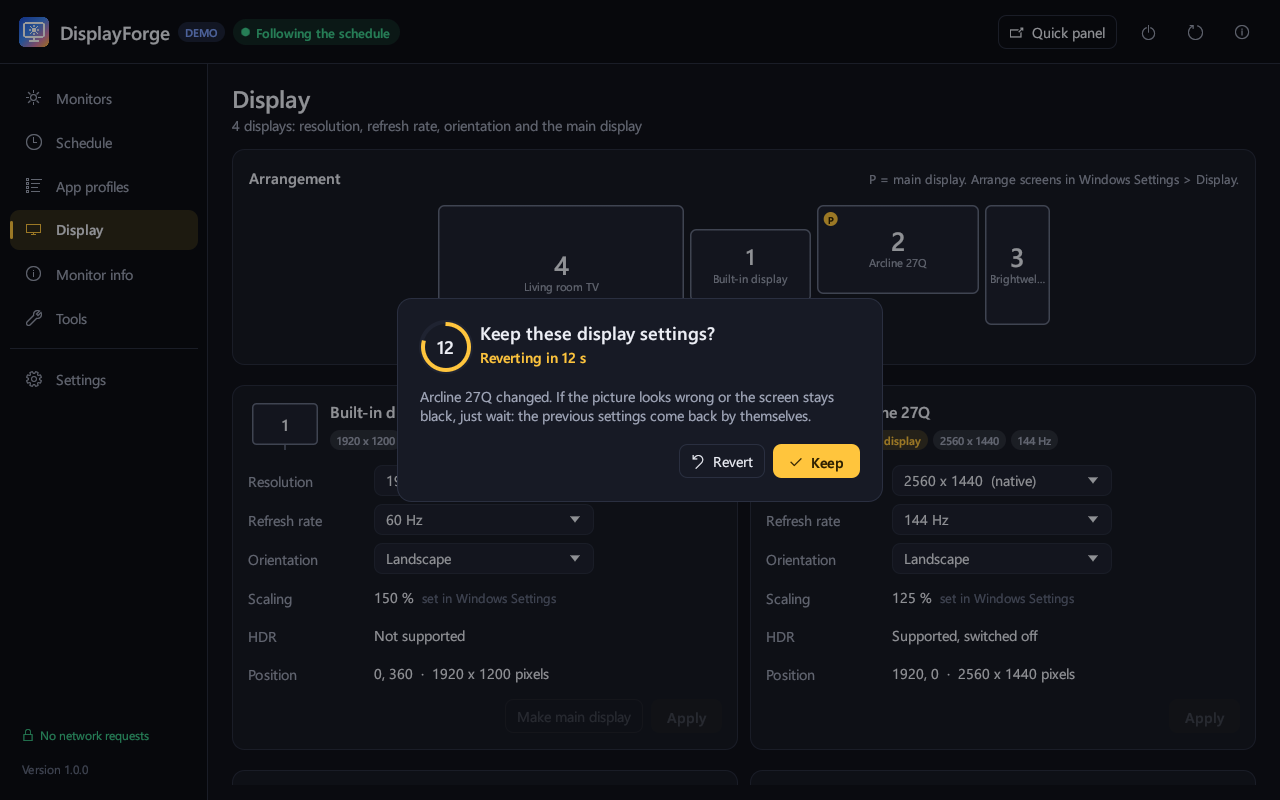 DisplayForge DEMO Following the schedule Quick panel
Monitors
Schedule
App profiles
Display
Monitor info
Tools
Settings
No network requests
Version 1.0.0
Display
4 displays: resolution, refresh rate, orientation and the main display
Arrangement
P = main display. Arrange screens in Windows Settings > Display.
4
Living room TV
1
Built-in display
P
2
Arcline 27Q
3
Brightwel...
12
Keep these display settings?
Reverting in 12 s
Arcline 27Q changed. If the picture looks wrong or the screen stays
black, just wait: the previous settings come back by themselves.
Revert
Keep
1
Built-in d
1920 x 1200
Resolution
19
Refresh rate
60 Hz
Orientation
Landscape
Scaling
150 % set in Windows Settings
HDR
Not supported
Position
0, 360 · 1920 x 1200 pixels
Make main display
Apply
ne 27Q
display 2560 x 1440 144 Hz
2560 x 1440 (native)
Refresh rate
144 Hz
Orientation
Landscape
Scaling
125 % set in Windows Settings
HDR
Supported, switched off
Position
1920, 0 · 2560 x 1440 pixels
Apply